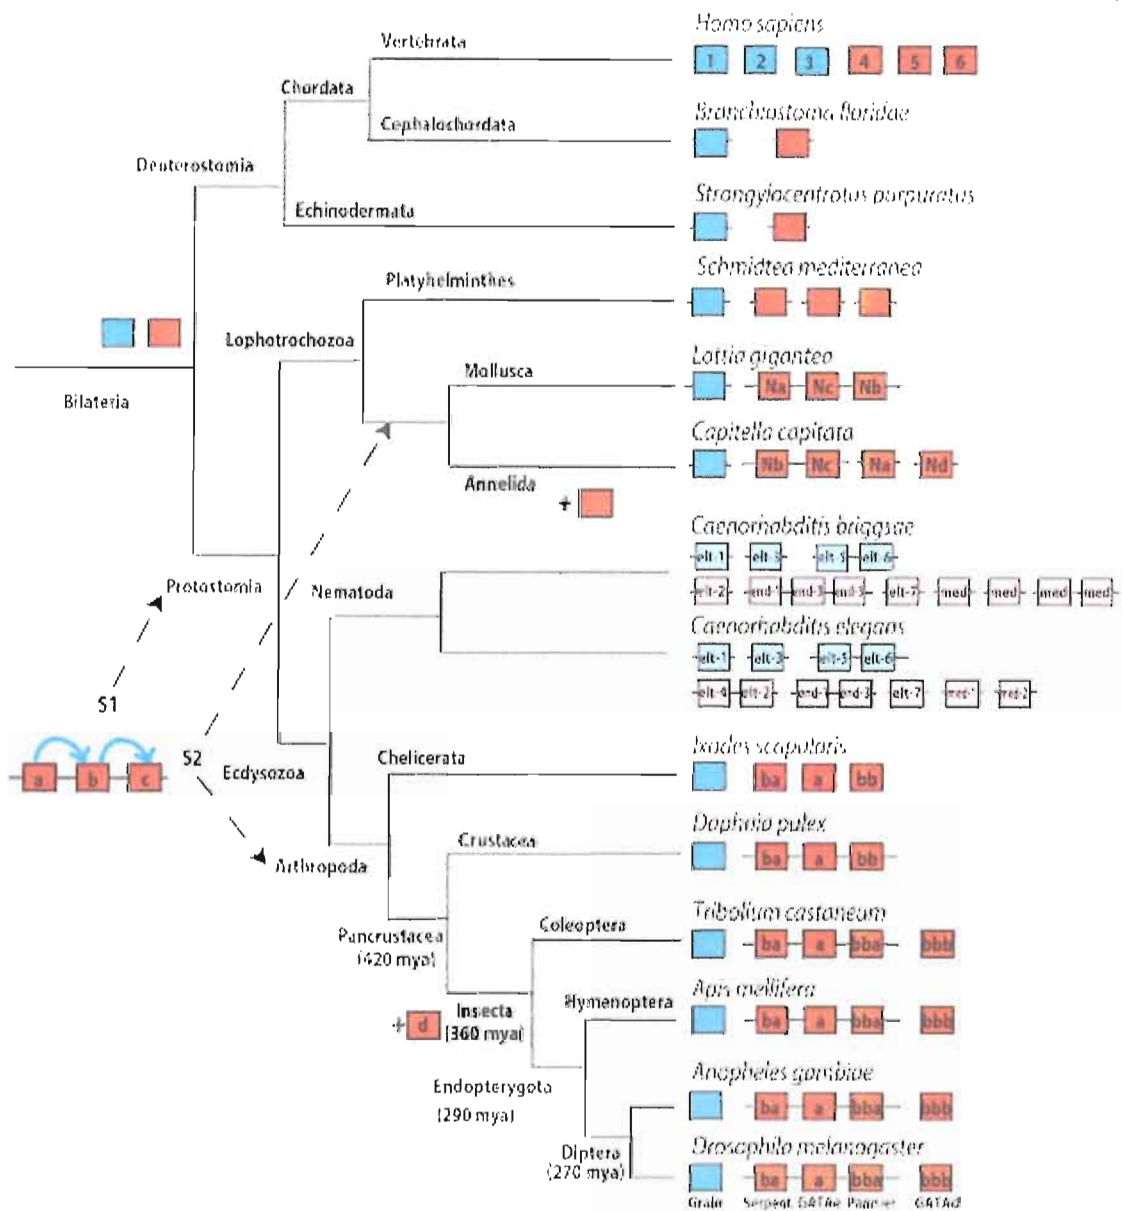 Homo sapiens
Vertebrata
1 2 3 4 5 6
Chordata
Branchiostoma floridae
Cephalochordata
Deuterostomia
Strongylocentrotus purpuratus
Echinodermata
Schmidtea mediterranea
Platyhelminthes
Lophotrochozoa
Lottia gigantea
Mollusca
Na Nc Nb
Bilateria
Capitella capitata
Nb Nc Na Nd
Annelida
+
Caenorhabditis briggsae
elt-1 elt-3 elt-5 elt-6
Protostomia
Nematoda
elt-2 end-1 end-3 end-3 elt-7 med med med med
Caenorhabditis elegans
elt-1 elt-3 elt-5 elt-6
S1
elt-4 elt-2 end-1 end-3 elt-7 med-1 med-2
Ixodes scapularis
S2
Chelicerata
a b c
Ecdysozoa
ba a bb
Daphnia pulex
Crustacea
Arthropoda
ba a bb
Tribolium castaneum
Coleoptera
Pancrustacea
(420 mya)
ba a bba bbb
Apis mellifera
Hymenoptera
+ d
Insecta
(360 mya)
ba a bba bbb
Anopheles gambiae
Endopterygota
(290 mya)
ba a bba bbb
Drosophila melanogaster
Diptera
(270 mya)
ba a bba bbb
Grain Serpent GATAe Pannier GATAd